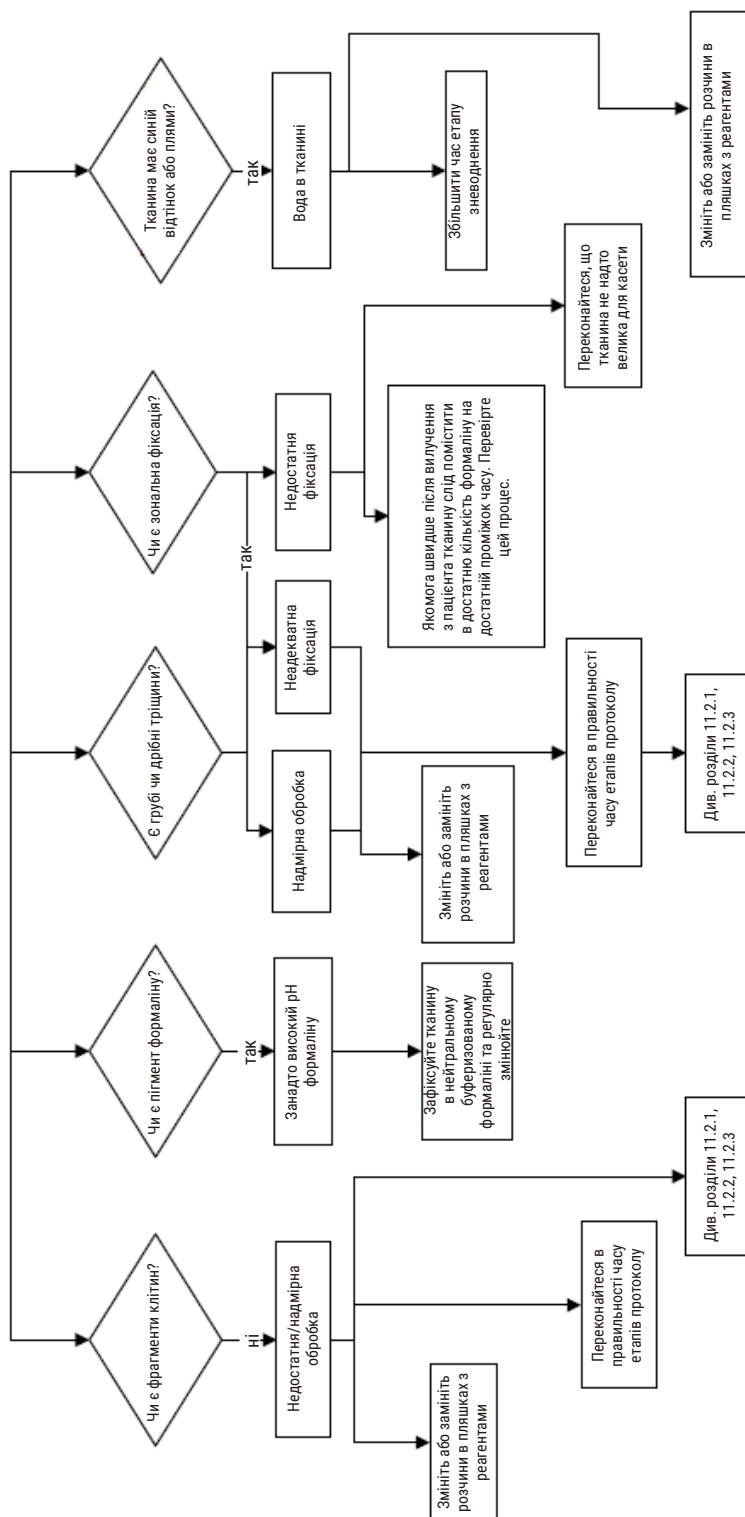 Чи є фрагменти клітин?
ні
Недостатня/надмірна
обробка
Змініть або замініть
розчини в пляшках з
реагентами
Переконайтеся в
правильності часу
етапів протоколу
Див. розділи 11.2.1,
11.2.2, 11.2.3
Чи є пігмент формаліну?
так
Занадто високий pH
формаліну
Зафіксуйте тканину
в нейтральному
буферизованому
формаліні та регулярно
змінюйте
Є грубі чи дрібні тріщини?
Надмірна обробка
Неадекватна
фіксація
Змініть або замініть
розчини в пляшках з
реагентами
Переконайтеся в правильності
часу етапів протоколу
Див. розділи 11.2.1,
11.2.2, 11.2.3
Чи є зональна фіксація?
так
Недостатня
фіксація
Якомога швидше після вилучення
з пацієнта тканину слід помістити
в достатню кількість формаліну на
достатній проміжок часу. Перевірте
цей процес.
Переконайтеся, що
тканина не надто
велика для касети
Тканина має синій
відтінок або плями?
так
Вода в тканині
Збільшити час етапу
зневоднення
Змініть або замініть розчини в
пляшках з реагентами